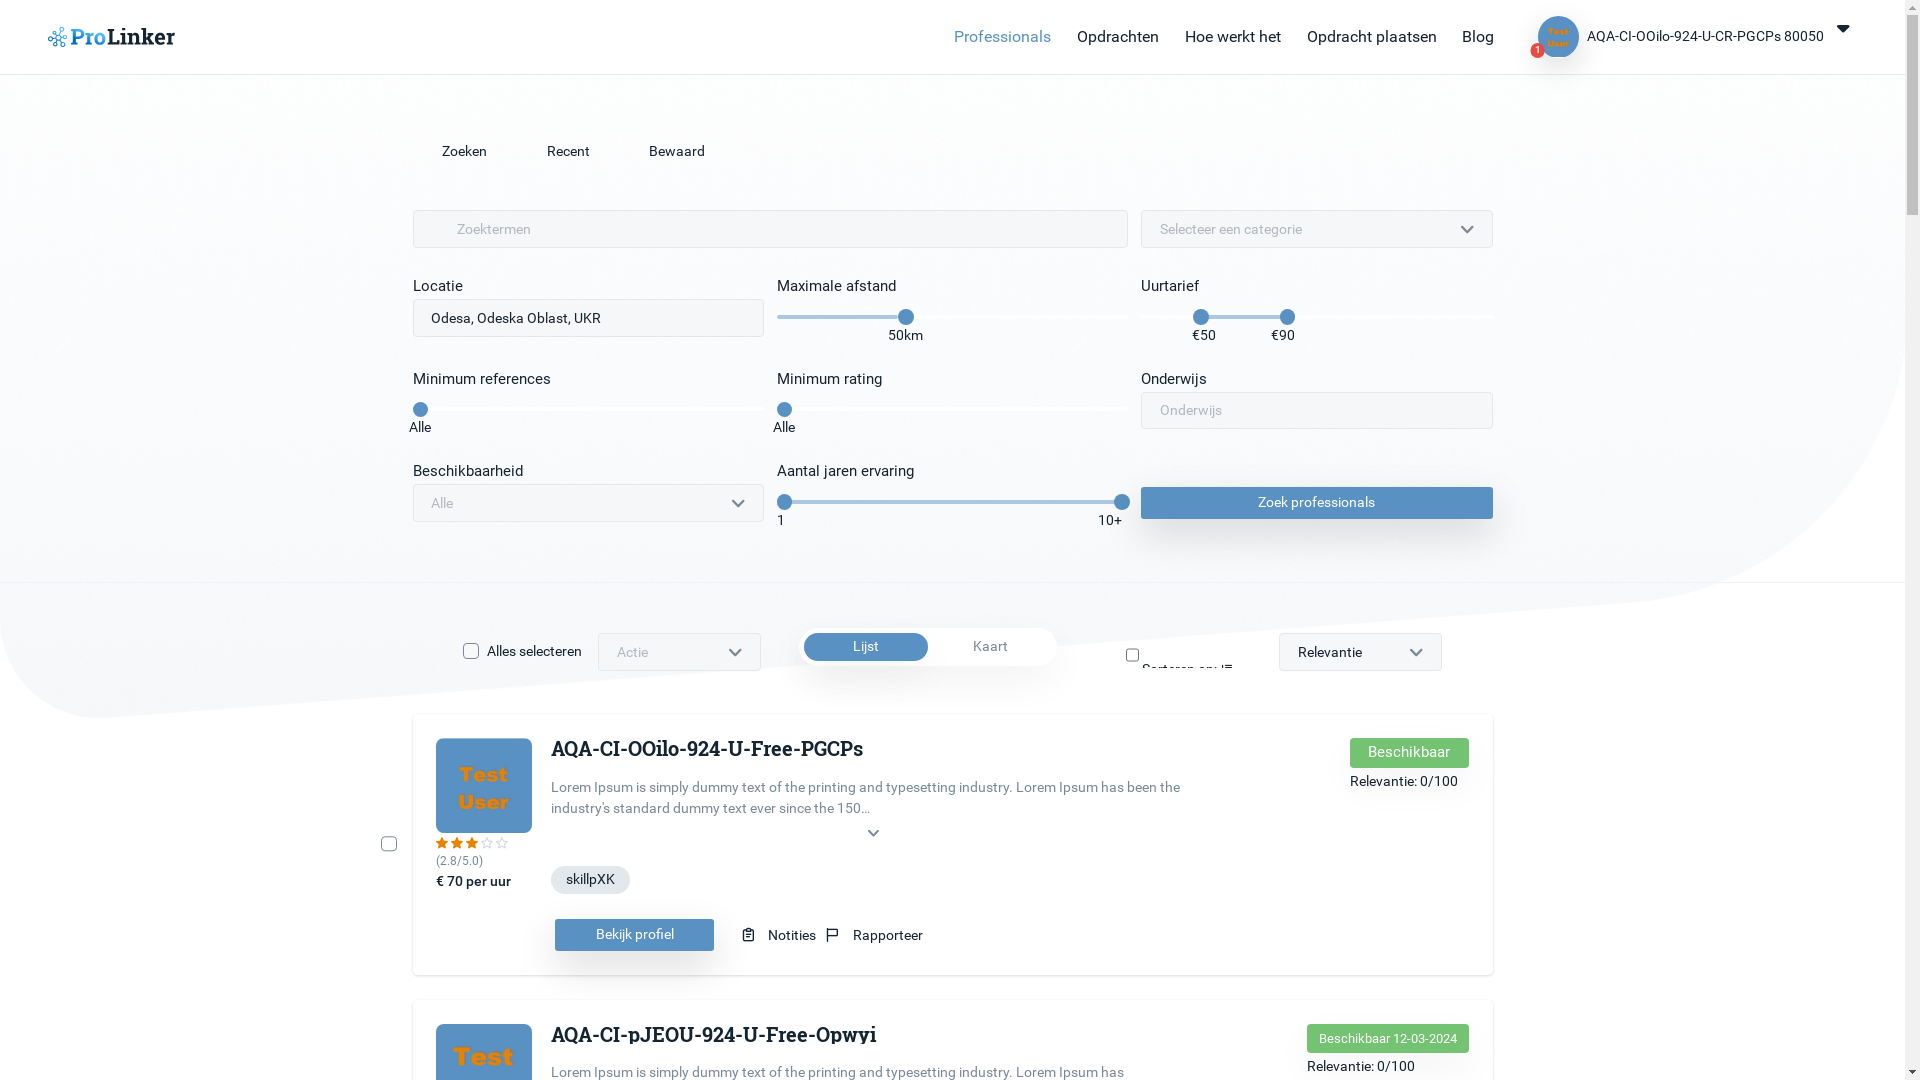 ProLinker
Professionals
Opdrachten
Hoe werkt het
Opdracht plaatsen
Blog
Test
User
1
AQA-CI-OOilo-924-U-CR-PGCPs 80050
Zoeken
Recent
Bewaard
Zoektermen
Selecteer een categorie
Locatie
Maximale afstand
Uurtarief
Odesa, Odeska Oblast, UKR
50km
€50
€90
Minimum references
Minimum rating
Onderwijs
Alle
Alle
Onderwijs
Beschikbaarheid
Aantal jaren ervaring
Alle
1
10+
Zoek professionals
Alles selecteren
Actie
Lijst
Kaart
Relevantie
Test
User
AQA-CI-OOilo-924-U-Free-PGCPs
Beschikbaar
Relevantie: 0/100
Lorem Ipsum is simply dummy text of the printing and typesetting industry. Lorem Ipsum has been the
industry's standard dummy text ever since the 150...
(2.8/5.0)
€ 70 per uur
skillpXK
Bekijk profiel
Notities
Rapporteer
Test
AQA-CI-pJEOU-924-U-Free-Opwyi
Beschikbaar 12-03-2024
Relevantie: 0/100
Lorem Ipsum is simply dummy text of the printing and typesetting industry. Lorem Ipsum has